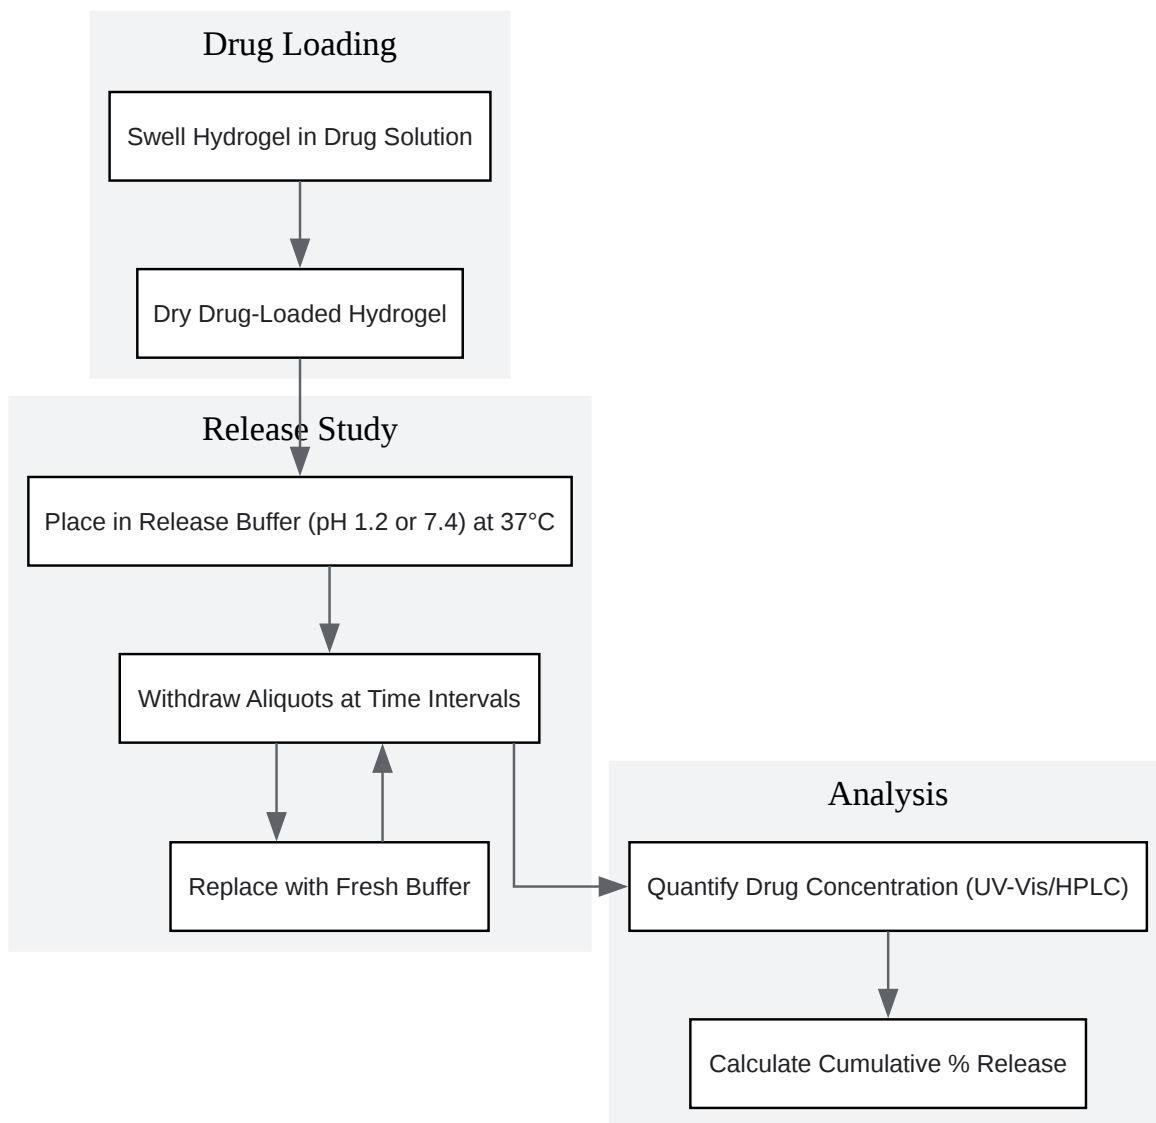 Drug Loading
Swell Hydrogel in Drug Solution
Dry Drug-Loaded Hydrogel
Release Study
Place in Release Buffer (pH 1.2 or 7.4) at 37°C
Withdraw Aliquots at Time Intervals
Replace with Fresh Buffer
Analysis
Quantify Drug Concentration (UV-Vis/HPLC)
Calculate Cumulative % Release